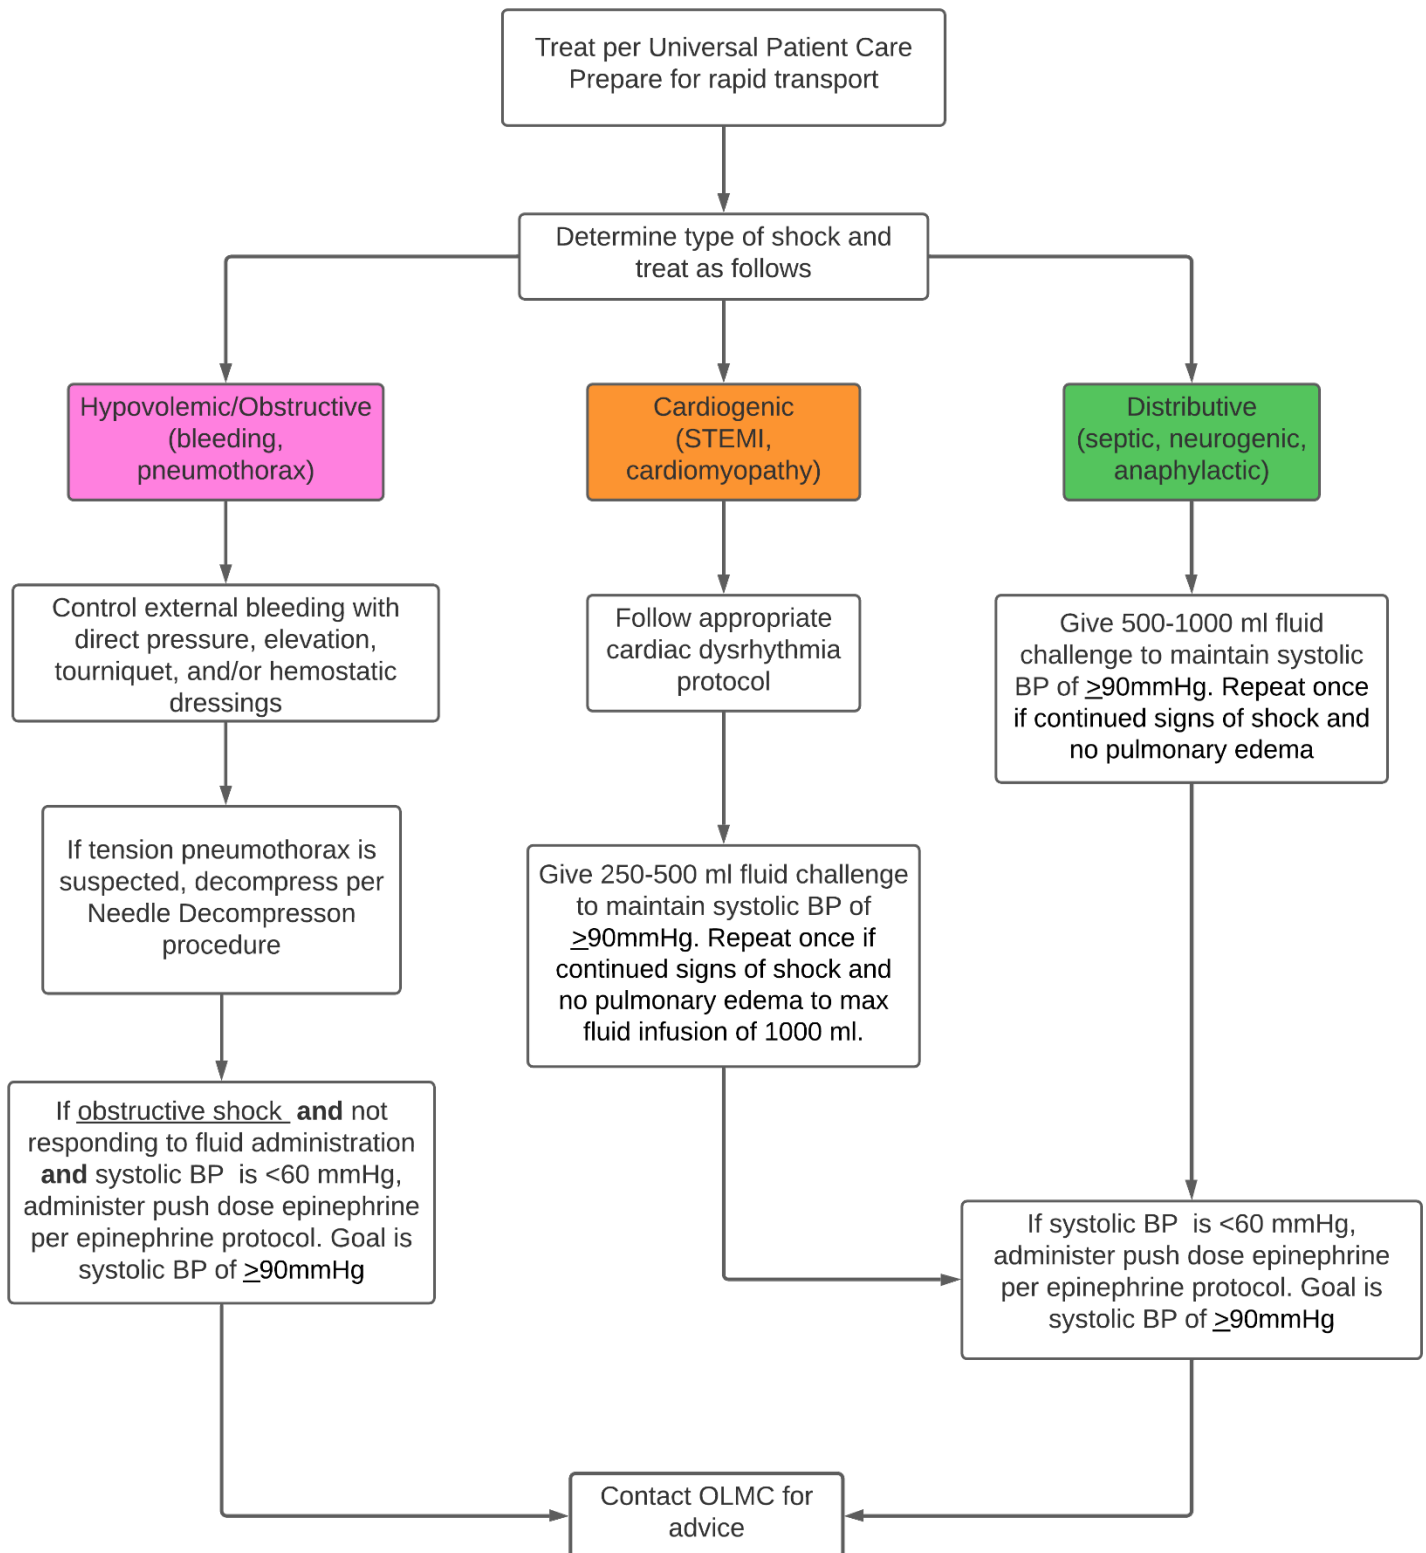 Treat per Universal Patient Care
Prepare for rapid transport
Determine type of shock and
treat as follows
Hypovolemic/Obstructive
(bleeding,
pneumothorax)
Cardiogenic
(STEMI,
cardiomyopathy)
Distributive
(septic, neurogenic,
anaphylactic)
Control external bleeding with
direct pressure, elevation,
tourniquet, and/or hemostatic
dressings
Follow appropriate
cardiac dysrhythmia
protocol
Give 500-1000 ml fluid
challenge to maintain systolic
BP of >90mmHg. Repeat once
if continued signs of shock and
no pulmonary edema
If tension pneumothorax is
suspected, decompress per
Needle Decompresson
procedure
Give 250-500 ml fluid challenge
to maintain systolic BP of
>90mmHg. Repeat once if
continued signs of shock and
no pulmonary edema to max
fluid infusion of 1000 ml.
If obstructive shock and not
responding to fluid administration
and systolic BP is <60 mmHg,
administer push dose epinephrine
per epinephrine protocol. Goal is
systolic BP of >90mmHg
If systolic BP is <60 mmHg,
administer push dose epinephrine
per epinephrine protocol. Goal is
systolic BP of >90mmHg
Contact OLMC for
advice